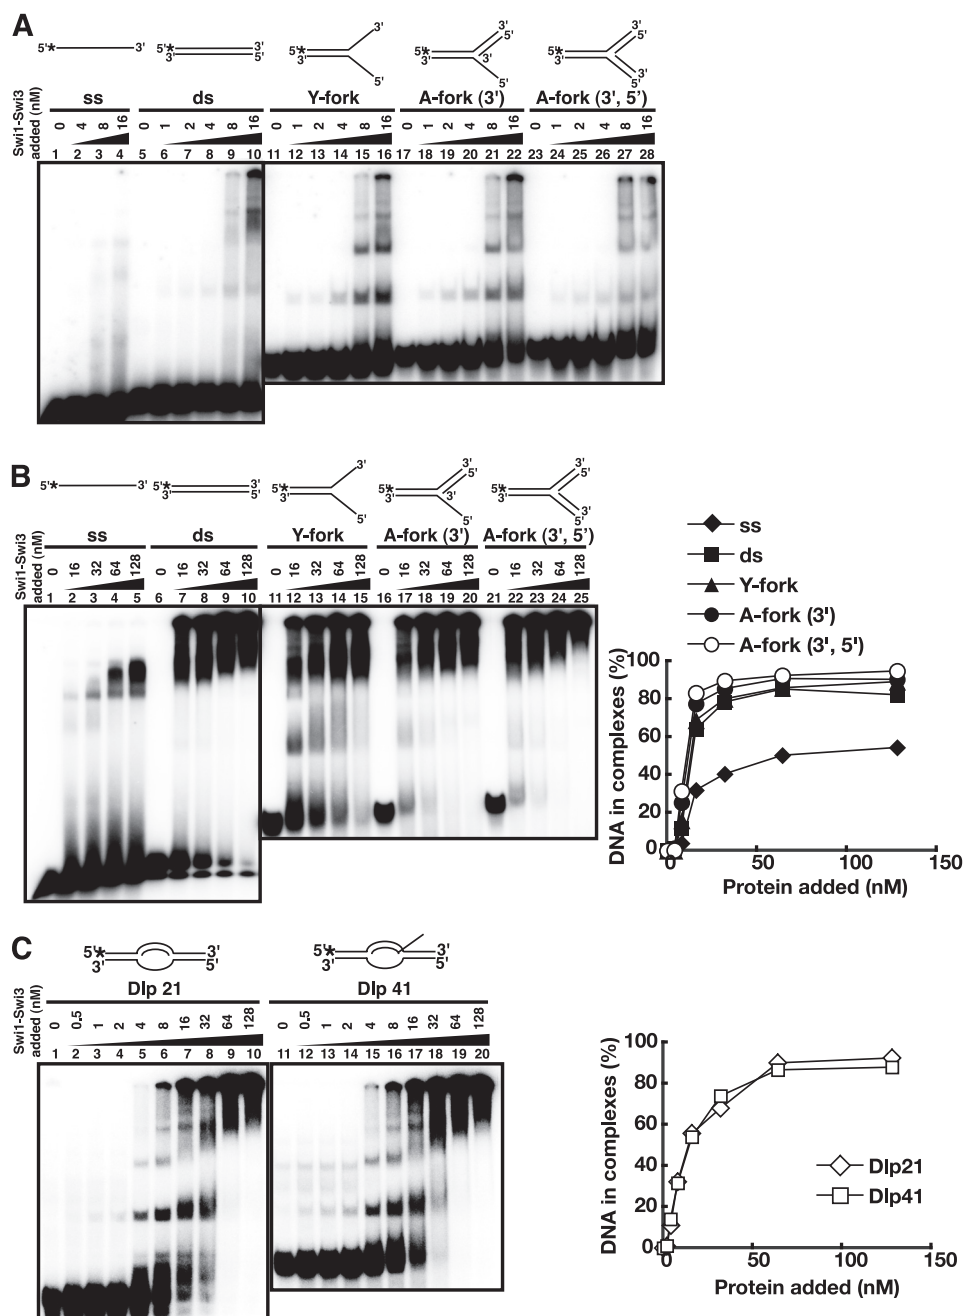 A
5'* 3'
5'* 3'
3' 5'
3'
5'*
3'
5'
3'
5'
5'*
3'
3'
5'
3'
5'
5'*
3'
3'
5'
Swi1-Swi3
added (nM)
ss ds Y-fork A-fork (3') A-fork (3', 5')
0 4 8 16 0 1 2 4 8 16 0 1 2 4 8 16 0 1 2 4 8 16 0 1 2 4 8 16
1 2 3 4 5 6 7 8 9 10 11 12 13 14 15 16 17 18 19 20 21 22 23 24 25 26 27 28
B
5'* 3'
5'* 3'
3' 5'
3'
5'*
3'
5'
3'
5'
5'*
3'
3'
5'
3'
5'
5'*
3'
3'
5'
Swi1-Swi3
added (nM)
ss ds Y-fork A-fork (3') A-fork (3', 5')
0 16 32 64 128 0 16 32 64 128 0 16 32 64 128 0 16 32 64 128 0 16 32 64 128
1 2 3 4 5 6 7 8 9 10 11 12 13 14 15 16 17 18 19 20 21 22 23 24 25
ss
ds
Y-fork
A-fork (3')
A-fork (3', 5')
DNA in complexes (%)
100
80
60
40
20
0
0 50 100 150
Protein added (nM)
C
5'* 3'
3' 5'
5'* 3'
3' 5'
Swi1-Swi3
added (nM)
Dlp 21 Dlp 41
0 0.5 1 2 4 8 16 32 64 128 0 0.5 1 2 4 8 16 32 64 128
1 2 3 4 5 6 7 8 9 10 11 12 13 14 15 16 17 18 19 20
DNA in complexes (%)
100
80
60
40
20
0
Dlp21
Dlp41
0 50 100 150
Protein added (nM)